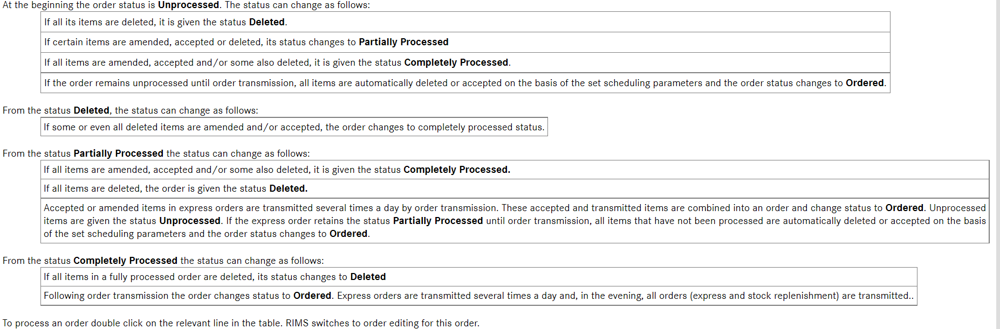 At the beginning the order status is Unprocessed. The status can change as follows:
If all its items are deleted, it is given the status Deleted.
If certain items are amended, accepted or deleted, its status changes to Partially Processed
If all items are amended, accepted and/or some also deleted, it is given the status Completely Processed.
If the order remains unprocessed until order transmission, all items are automatically deleted or accepted on the basis of the set scheduling parameters and the order status changes to Ordered.
From the status Deleted, the status can change as follows:
If some or even all deleted items are amended and/or accepted, the order changes to completely processed status.
From the status Partially Processed the status can change as follows:
If all items are amended, accepted and/or some also deleted, it is given the status Completely Processed.
If all items are deleted, the order is given the status Deleted.
Accepted or amended items in express orders are transmitted several times a day by order transmission. These accepted and transmitted items are combined into an order and change status to Ordered. Unprocessed
items are given the status Unprocessed. If the express order retains the status Partially Processed until order transmission, all items that have not been processed are automatically deleted or accepted on the basis
of the set scheduling parameters and the order status changes to Ordered.
From the status Completely Processed the status can change as follows:
If all items in a fully processed order are deleted, its status changes to Deleted
Following order transmission the order changes status to Ordered. Express orders are transmitted several times a day and, in the evening, all orders (express and stock replenishment) are transmitted..
To process an order double click on the relevant line in the table. RIMS switches to order editing for this order.